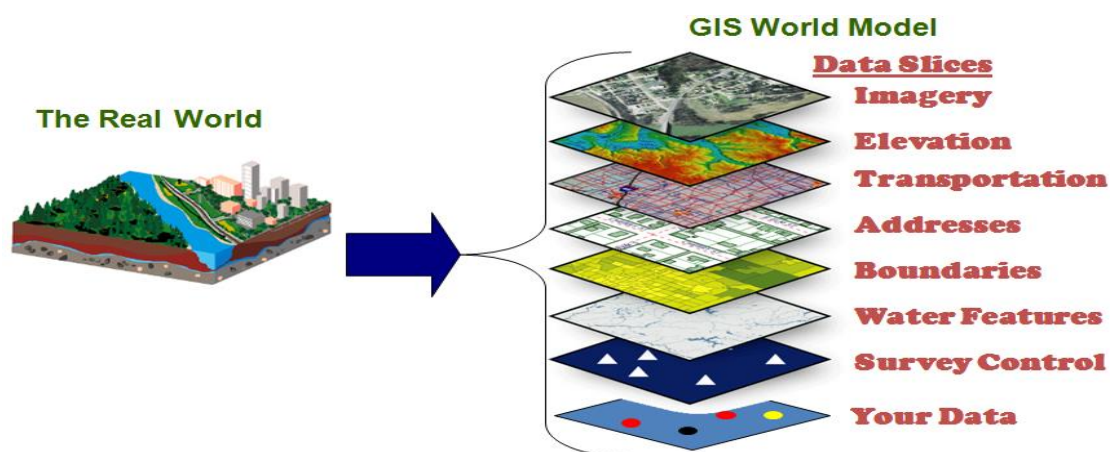 GIS World Model
Data Slices
Imagery
The Real World
Elevation
Transportation
Addresses
Boundaries
Water Features
Survey Control
Your Data